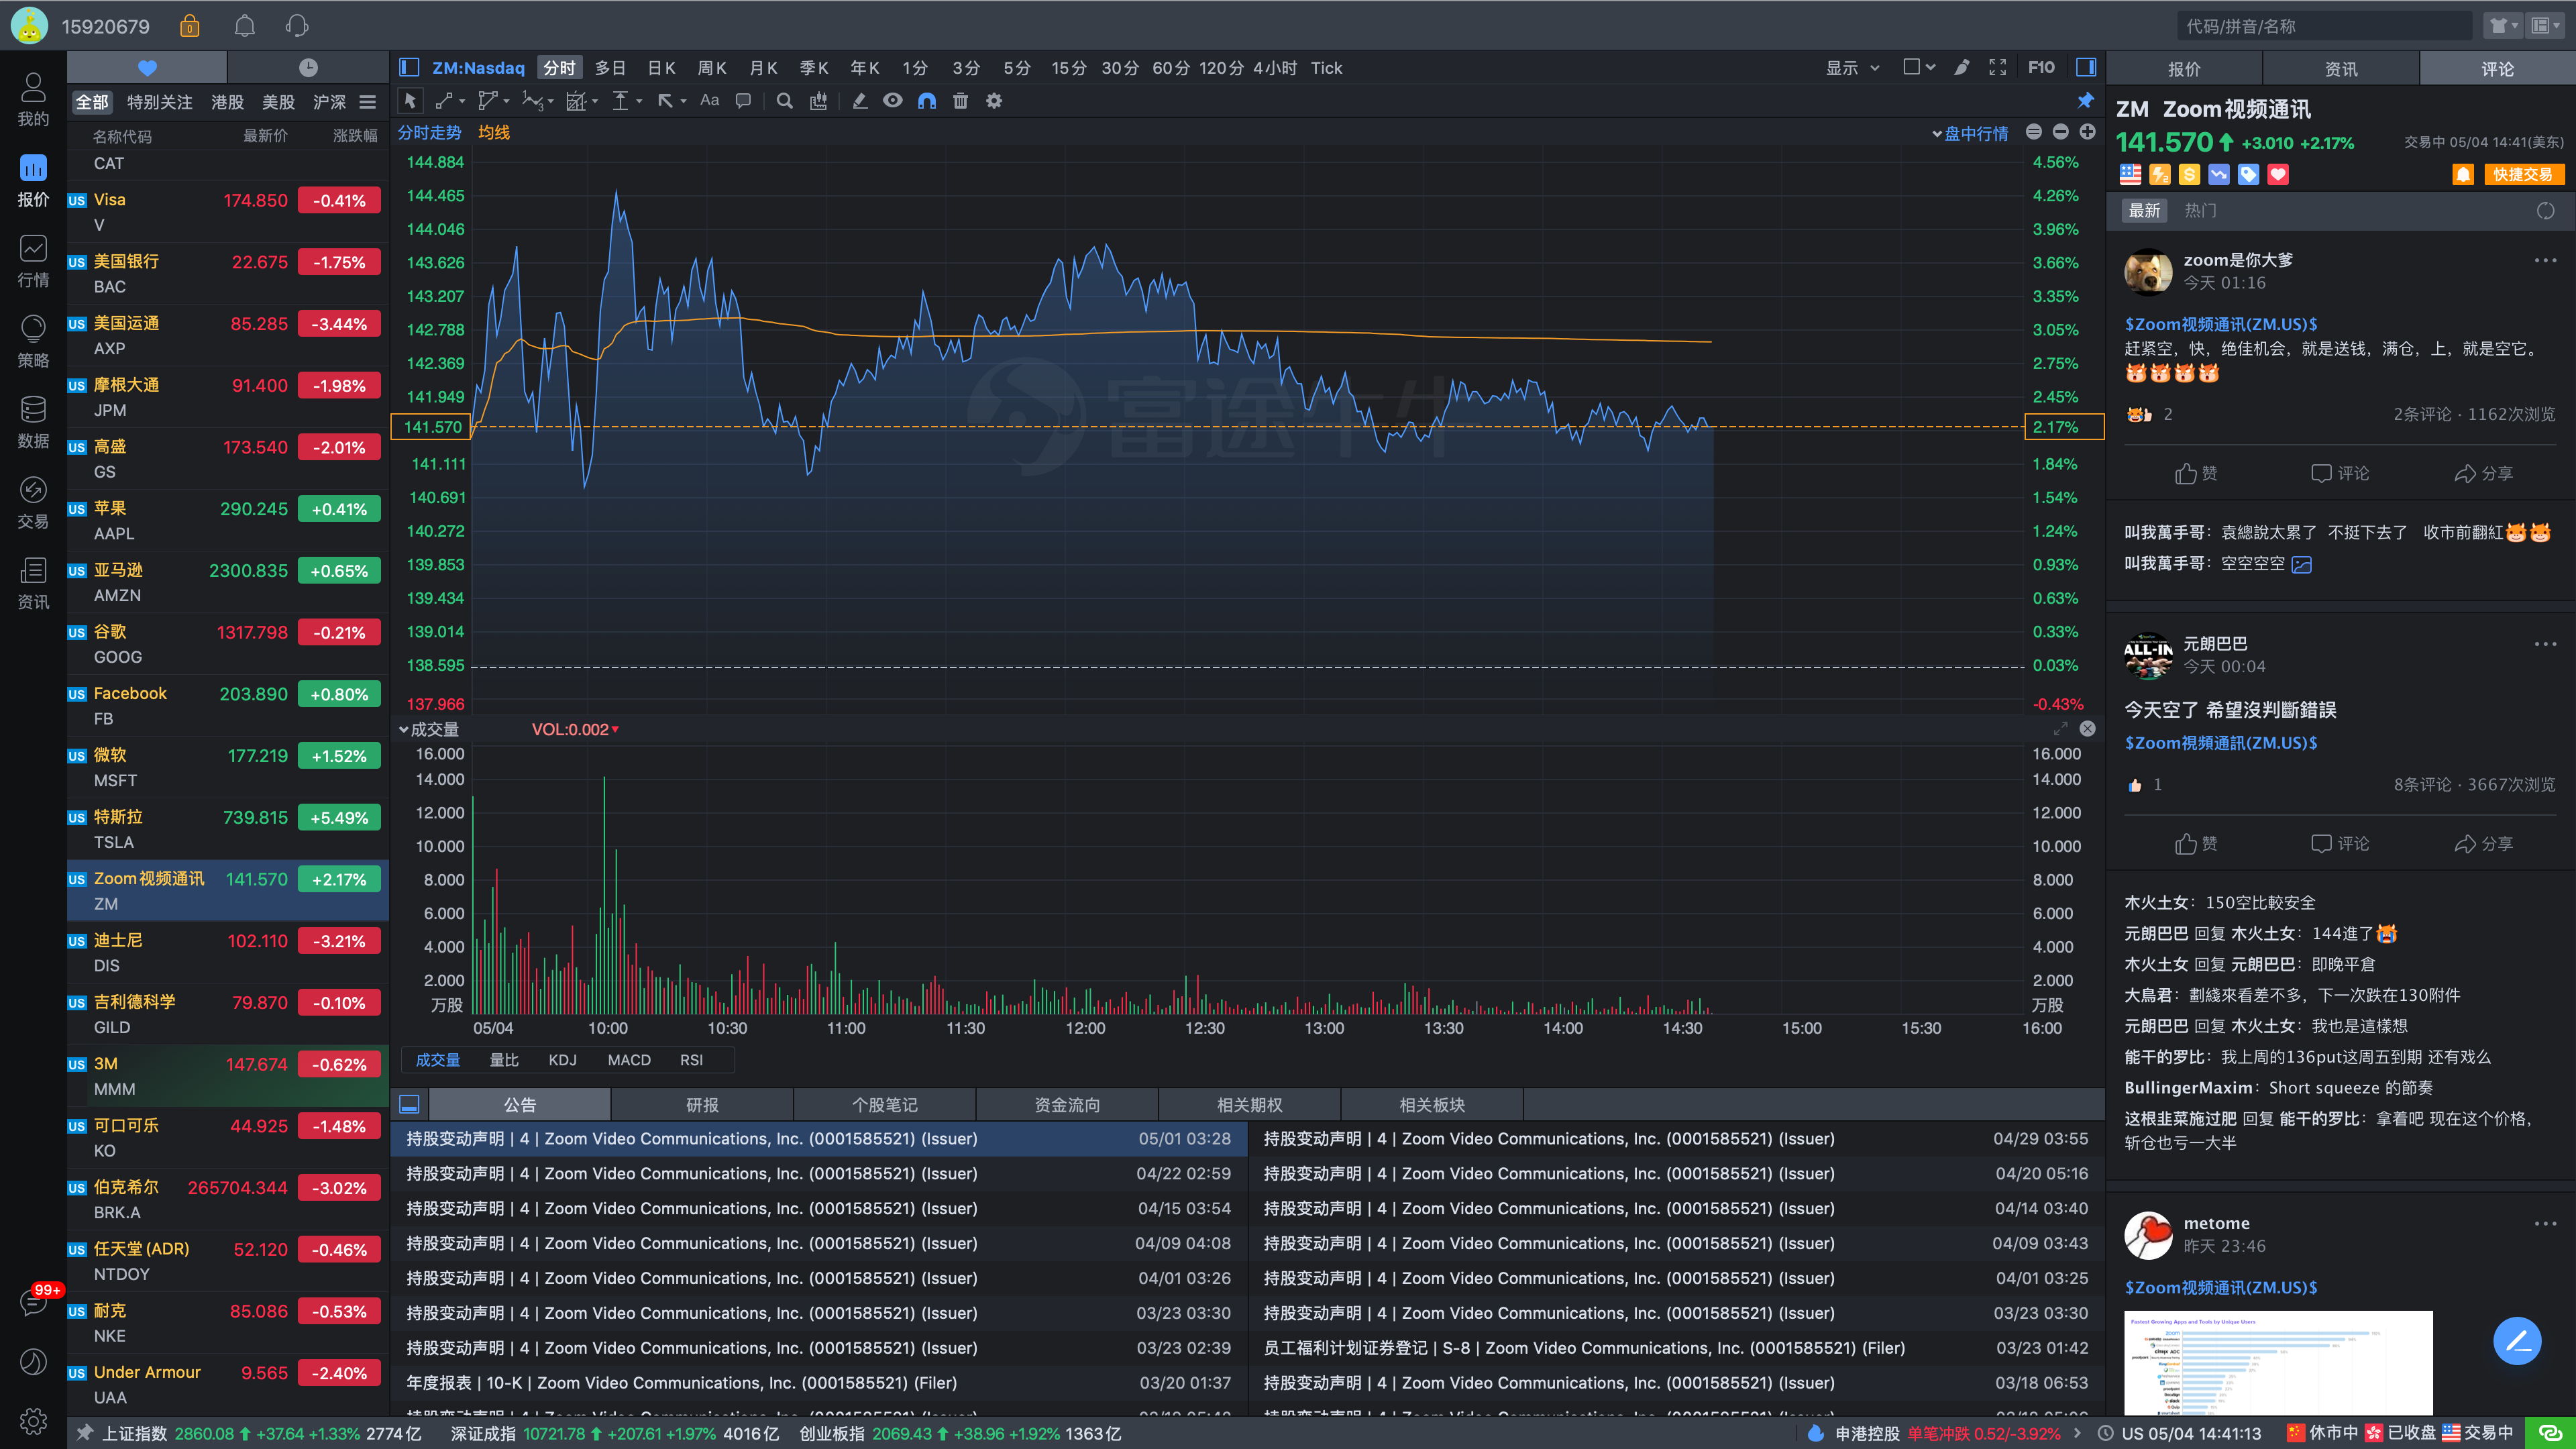 15920679
代码/拼音/名称
我的
报价
行情
策略
数据
交易
资讯
99+
全部 特别关注 港股 美股 沪深
名称代码 最新价 涨跌幅
CAT
US Visa 174.850 -0.41%
V
US 美国银行 22.675 -1.75%
BAC
US 美国运通 85.285 -3.44%
AXP
US 摩根大通 91.400 -1.98%
JPM
US 高盛 173.540 -2.01%
GS
US 苹果 290.245 +0.41%
AAPL
US 亚马逊 2300.835 +0.65%
AMZN
US 谷歌 1317.798 -0.21%
GOOG
US Facebook 203.890 +0.80%
FB
US 微软 177.219 +1.52%
MSFT
US 特斯拉 739.815 +5.49%
TSLA
US Zoom视频通讯 141.570 +2.17%
ZM
US 迪士尼 102.110 -3.21%
DIS
US 吉利德科学 79.870 -0.10%
GILD
US 3M 147.674 -0.62%
MMM
US 可口可乐 44.925 -1.48%
KO
US 伯克希尔 265704.344 -3.02%
BRK.A
US 任天堂(ADR) 52.120 -0.46%
NTDOY
US 耐克 85.086 -0.53%
NKE
US Under Armour 9.565 -2.40%
UAA
ZM:Nasdaq 分时 多日 日K 周K 月K 季K 年K 1分 3分 5分 15分 30分 60分 120分 4小时 Tick
显示 F10
Aa
分时走势 均线 盘中行情
144.884 4.56%
144.465 4.26%
144.046 3.96%
143.626 3.66%
143.207 3.35%
142.788 3.05%
142.369 2.75%
141.949 2.45%
141.570 2.17%
141.111 1.84%
140.691 1.54%
140.272 1.24%
139.853 0.93%
139.434 0.63%
139.014 0.33%
138.595 0.03%
137.966 -0.43%
富途牛牛
成交量 VOL:0.002
16.000 16.000
14.000 14.000
12.000 12.000
10.000 10.000
8.000 8.000
6.000 6.000
4.000 4.000
2.000 2.000
万股 万股
05/04 10:00 10:30 11:00 11:30 12:00 12:30 13:00 13:30 14:00 14:30 15:00 15:30 16:00
成交量 量比 KDJ MACD RSI
公告 研报 个股笔记 资金流向 相关期权 相关板块
持股变动声明 | 4 | Zoom Video Communications, Inc. (0001585521) (Issuer) 05/01 03:28
持股变动声明 | 4 | Zoom Video Communications, Inc. (0001585521) (Issuer) 04/29 03:55
持股变动声明 | 4 | Zoom Video Communications, Inc. (0001585521) (Issuer) 04/22 02:59
持股变动声明 | 4 | Zoom Video Communications, Inc. (0001585521) (Issuer) 04/20 05:16
持股变动声明 | 4 | Zoom Video Communications, Inc. (0001585521) (Issuer) 04/15 03:54
持股变动声明 | 4 | Zoom Video Communications, Inc. (0001585521) (Issuer) 04/14 03:40
持股变动声明 | 4 | Zoom Video Communications, Inc. (0001585521) (Issuer) 04/09 04:08
持股变动声明 | 4 | Zoom Video Communications, Inc. (0001585521) (Issuer) 04/09 03:43
持股变动声明 | 4 | Zoom Video Communications, Inc. (0001585521) (Issuer) 04/01 03:26
持股变动声明 | 4 | Zoom Video Communications, Inc. (0001585521) (Issuer) 04/01 03:25
持股变动声明 | 4 | Zoom Video Communications, Inc. (0001585521) (Issuer) 03/23 03:30
持股变动声明 | 4 | Zoom Video Communications, Inc. (0001585521) (Issuer) 03/23 03:30
持股变动声明 | 4 | Zoom Video Communications, Inc. (0001585521) (Issuer) 03/23 02:39
员工福利计划证券登记 | S-8 | Zoom Video Communications, Inc. (0001585521) (Filer) 03/23 01:42
年度报表 | 10-K | Zoom Video Communications, Inc. (0001585521) (Filer) 03/20 01:37
持股变动声明 | 4 | Zoom Video Communications, Inc. (0001585521) (Issuer) 03/18 06:53
报价 资讯 评论
ZM Zoom视频通讯
141.570 +3.010 +2.17% 交易中 05/04 14:41(美东)
快捷交易
最新 热门
zoom是你大爹
今天 01:16
$Zoom视频通讯(ZM.US)$
赶紧空，快，绝佳机会，就是送钱，满仓，上，就是空它。
2 2条评论 · 1162次浏览
赞 评论 分享
叫我萬手哥：袁總說太累了 不挺下去了 收市前翻紅
叫我萬手哥：空空空空
元朗巴巴
ALL-IN
今天 00:04
今天空了 希望沒判斷錯誤
$Zoom視頻通訊(ZM.US)$
1 8条评论 · 3667次浏览
赞 评论 分享
木火土女：150空比較安全
元朗巴巴 回复 木火土女：144進了
木火土女 回复 元朗巴巴：即晚平倉
大鳥君：劃綫來看差不多，下一次跌在130附件
元朗巴巴 回复 木火土女：我也是這樣想
能干的罗比：我上周的136put这周五到期 还有戏么
BullingerMaxim：Short squeeze 的節奏
这根韭菜施过肥 回复 能干的罗比：拿着吧 现在这个价格，
斩仓也亏一大半
metome
昨天 23:46
$Zoom视频通讯(ZM.US)$
Fastest Growing Apps and Tools by Unique Users
上证指数 2860.08 +37.64 +1.33% 2774亿 深证成指 10721.78 +207.61 +1.97% 4016亿 创业板指 2069.43 +38.96 +1.92% 1363亿
申港控股 单笔冲跌 0.52/-3.92% US 05/04 14:41:13 休市中 已收盘 交易中